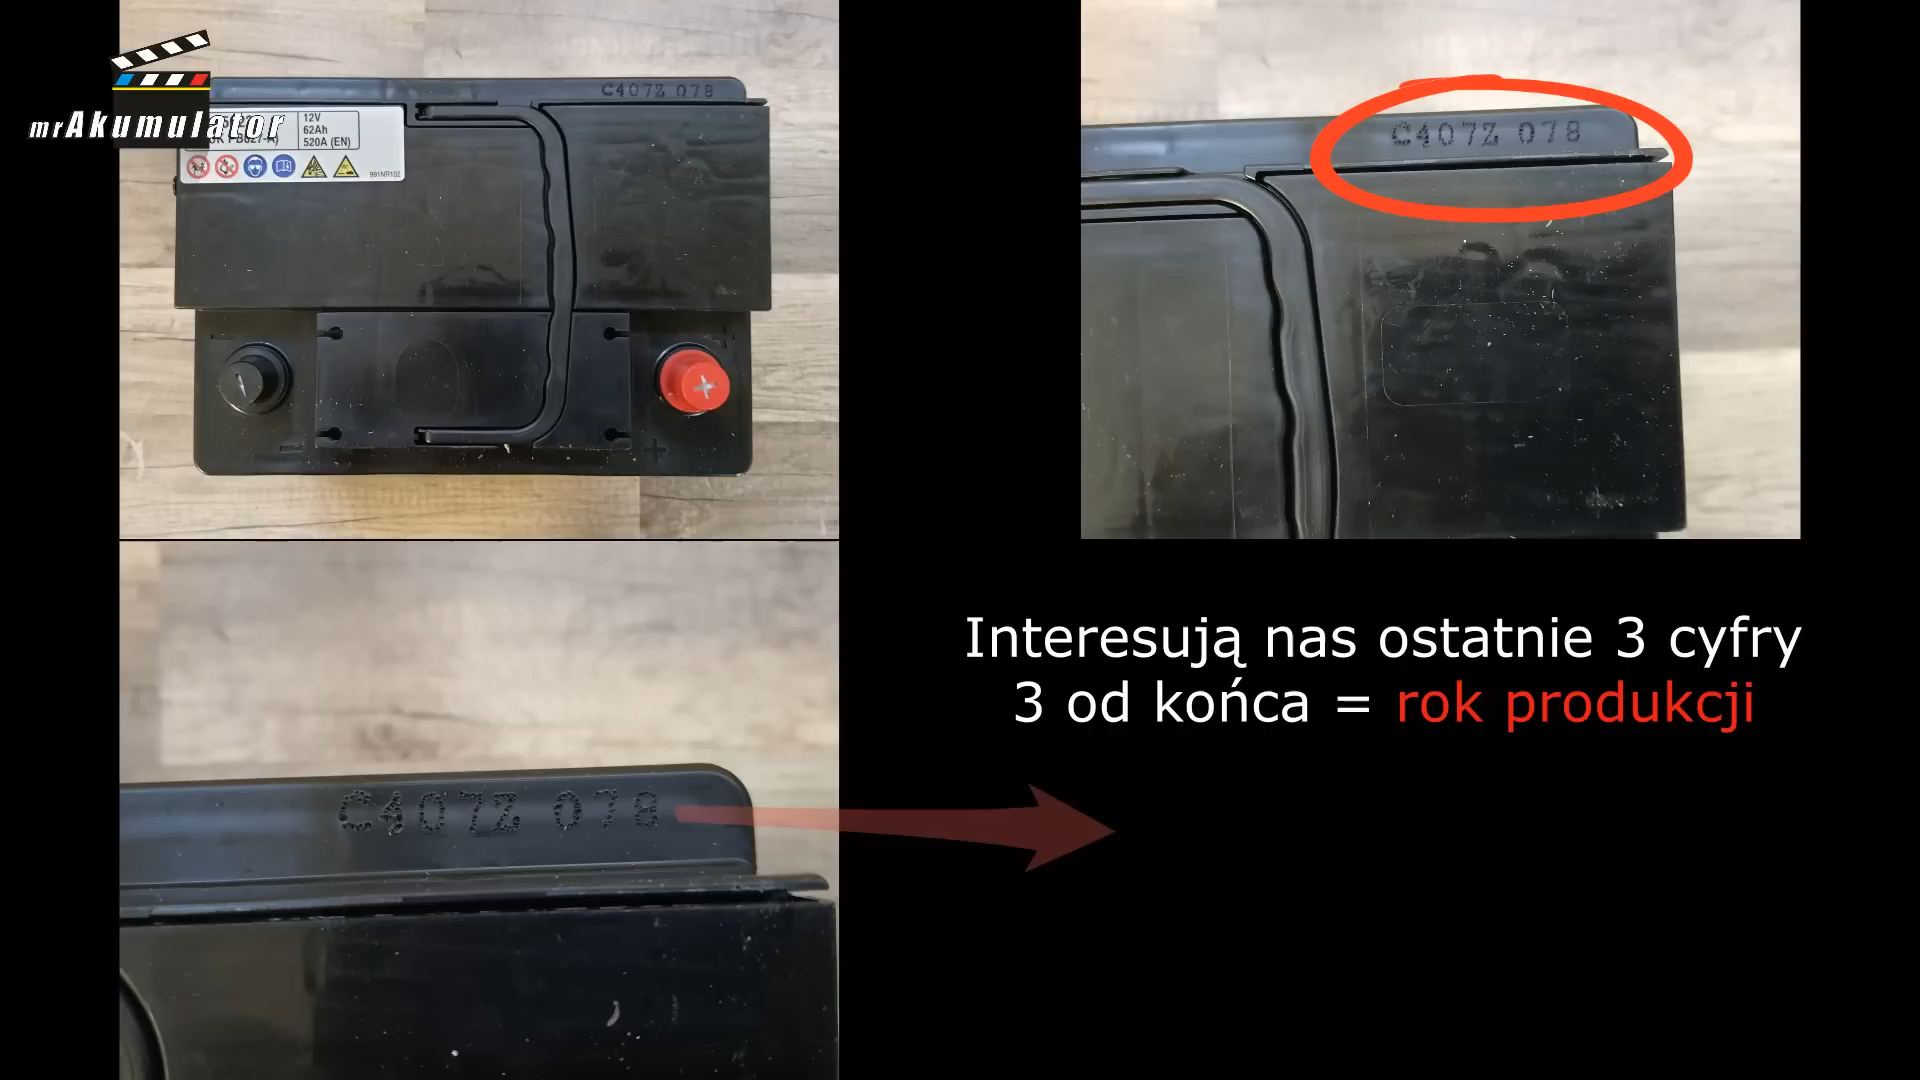 mrAkumulator
12V
62Ah
520A (EN)
991NR102
C407Z 078
C407Z 078
C407Z 078
Interesują nas ostatnie 3 cyfry
3 od końca = rok produkcji